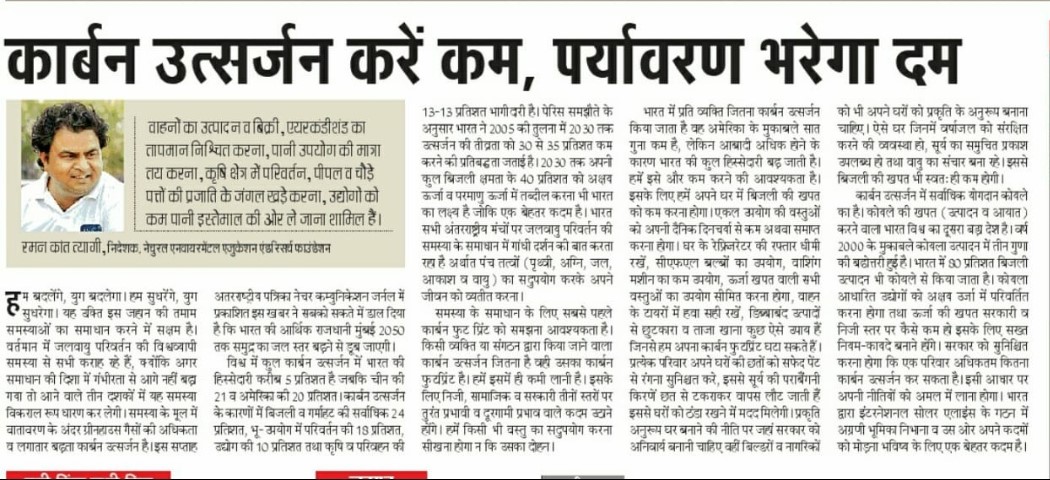 कार्बन उत्सर्जन करें कम, पर्यावरण भरेगा दम
वाहनों का उत्पादन व बिक्री, एयरकंडीशंड का
तापमान निश्चित करना, पानी उपयोग की मात्रा
तय करना, कृषि क्षेत्र में परिवर्तन, पीपल व चौड़े
पत्तों की प्रजाति के जंगल खड़े करना, उद्योगो को
कम पानी इस्तेमाल की ओर ले जाना शामिल हैं।
रमन कांत त्यागी, निदेशक, नेचुरल एनवायरमेंटल एजुकेशन एंड रिसर्च फाउंडेशन
हम बदलेंगे, युग बदलेगा। हम सुधरेंगे, युग
सुधरेगा। यह उक्ति इस जहान की तमाम
समस्याओं का समाधान करने में सक्षम है।
वर्तमान में जलवायु परिवर्तन की विश्वव्यापी
समस्या से सभी कराह रहे हैं, क्योंकि अगर
समाधान की दिशा में गंभीरता से आगे नहीं बढ़ा
गया तो आने वाले तीन दशकों में यह समस्या
विकराल रूप धारण कर लेगी। समस्या के मूल में
वातावरण के अंदर ग्रीनहाउस गैसों की अधिकता
व लगातार बढ़ता कार्बन उत्सर्जन है। इस सप्ताह
अंतरराष्ट्रीय पत्रिका नेचर कम्युनिकेशन जर्नल में
प्रकाशित इस खबर ने सबको सकते में डाल दिया
है कि भारत की आर्थिक राजधानी मुंबई 2050
तक समुद्र का जल स्तर बढ़ने से डूब जाएगी।
विश्व में कुल कार्बन उत्सर्जन में भारत की
हिस्सेदारी करीब 5 प्रतिशत है जबकि चीन की
21 व अमेरिका की 20 प्रतिशत। कार्बन उत्सर्जन
के कारणों में बिजली व गर्माहट की सर्वाधिक 24
प्रतिशत, भू-उपयोग में परिवर्तन की 18 प्रतिशत,
उद्योग की 10 प्रतिशत तथा कृषि व परिवहन की
13-13 प्रतिशत भागीदारी है। पेरिस समझौते के
अनुसार भारत ने 2005 की तुलना में 2030 तक
उत्सर्जन की तीव्रता को 30 से 35 प्रतिशत कम
करने की प्रतिबद्धता जताई है। 2030 तक अपनी
कुल बिजली क्षमता के 40 प्रतिशत को अक्षय
ऊर्जा व परमाणु ऊर्जा में तब्दील करना भी भारत
का लक्ष्य है जोकि एक बेहतर कदम है। भारत
सभी अंतरराष्ट्रीय मंचों पर जलवायु परिवर्तन की
समस्या के समाधान में गांधी दर्शन की बात करता
रहा है अर्थात पंच तत्वों (पृथ्वी, अग्नि, जल,
आकाश व वायु) का सदुपयोग करके अपने
जीवन को व्यतीत करना।
समस्या के समाधान के लिए सबसे पहले
कार्बन फुट प्रिंट को समझना आवश्यकता है।
किसी व्यक्ति या संगठन द्वारा किया जाने वाला
कार्बन उत्सर्जन जितना है वही उसका कार्बन
फुटप्रिंट है। हमें इसमें ही कमी लानी है। इसके
लिए निजी, सामाजिक व सरकारी तीनों स्तरों पर
तुरंत प्रभावी व दूरगामी प्रभाव वाले कदम उठने
होंगे। हमें किसी भी वस्तु का सदुपयोग करना
सीखना होगा न कि उसका दोहन।
भारत में प्रति व्यक्ति जितना कार्बन उत्सर्जन
किया जाता है वह अमेरिका के मुकाबले सात
गुना कम है, लेकिन आबादी अधिक होने के
कारण भारत की कुल हिस्सेदारी बढ़ जाती है।
हमें इसे और कम करने की आवश्यकता है।
इसके लिए हमें अपने घर में बिजली की खपत
को कम करना होगा। एकल उपयोग की वस्तुओं
को अपनी दैनिक दिनचर्या से कम अथवा समाप्त
करना होगा। घर के रेफ्रिजरेटर की रफ्तार धीमी
रखें, सीएफएल बल्बों का उपयोग, वाशिंग
मशीन का कम उपयोग, ऊर्जा खपत वाली सभी
वस्तुओं का उपयोग सीमित करना होगा, वाहन
के टायरों में हवा सही रखें, डिब्बाबंद उत्पादों
से छुटकारा व ताजा खाना कुछ ऐसे उपाय हैं
जिनसे हम अपना कार्बन फुटप्रिंट घटा सकते हैं।
प्रत्येक परिवार अपने घरों की छतों को सफेद पेंट
से रंगना सुनिश्चित करे, इससे सूर्य की पराबैंगनी
किरणें छत से टकराकर वापस लौट जाती हैं
इससे घरों को ठंडा रखने में मदद मिलेगी। प्रकृति
अनुरूप घर बनाने की नीति पर जहां सरकार को
अनिवार्य बनानी चाहिए वहीं बिल्डरों व नागरिकों
को भी अपने घरों को प्रकृति के अनुरूप बनाना
चाहिए। ऐसे घर जिनमें वर्षाजल को संरक्षित
करने की व्यवस्था हो, सूर्य का समुचित प्रकाश
उपलब्ध हो तथा वायु का संचार बना रहे। इससे
बिजली की खपत भी स्वतः ही कम होगी।
कार्बन उत्सर्जन में सर्वाधिक योगदान कोयले
का है। कोयले की खपत (उत्पादन व आयात)
करने वाला भारत विश्व का दूसरा बड़ा देश है। वर्ष
2000 के मुकाबले कोयला उत्पादन में तीन गुणा
की बढ़ोत्तरी हुई है। भारत में 80 प्रतिशत बिजली
उत्पादन भी कोयले से किया जाता है। कोयला
आधारित उद्योगों को अक्षय उर्जा में परिवर्तित
करना होगा तथा ऊर्जा की खपत सरकारी व
निजी स्तर पर कैसे कम हो इसके लिए सख्त
नियम-कायदे बनाने होंगे। सरकार को सुनिश्चित
करना होगा कि एक परिवार अधिकतम कितना
कार्बन उत्सर्जन कर सकता है। इसी आधार पर
अपनी नीतियों को अमल में लाना होगा। भारत
द्वारा इंटरनेशनल सोलर एलाइंस के गठन में
अग्रणी भूमिका निभाना व उस ओर अपने कदमों
को मोड़ना भविष्य के लिए एक बेहतर कदम है।